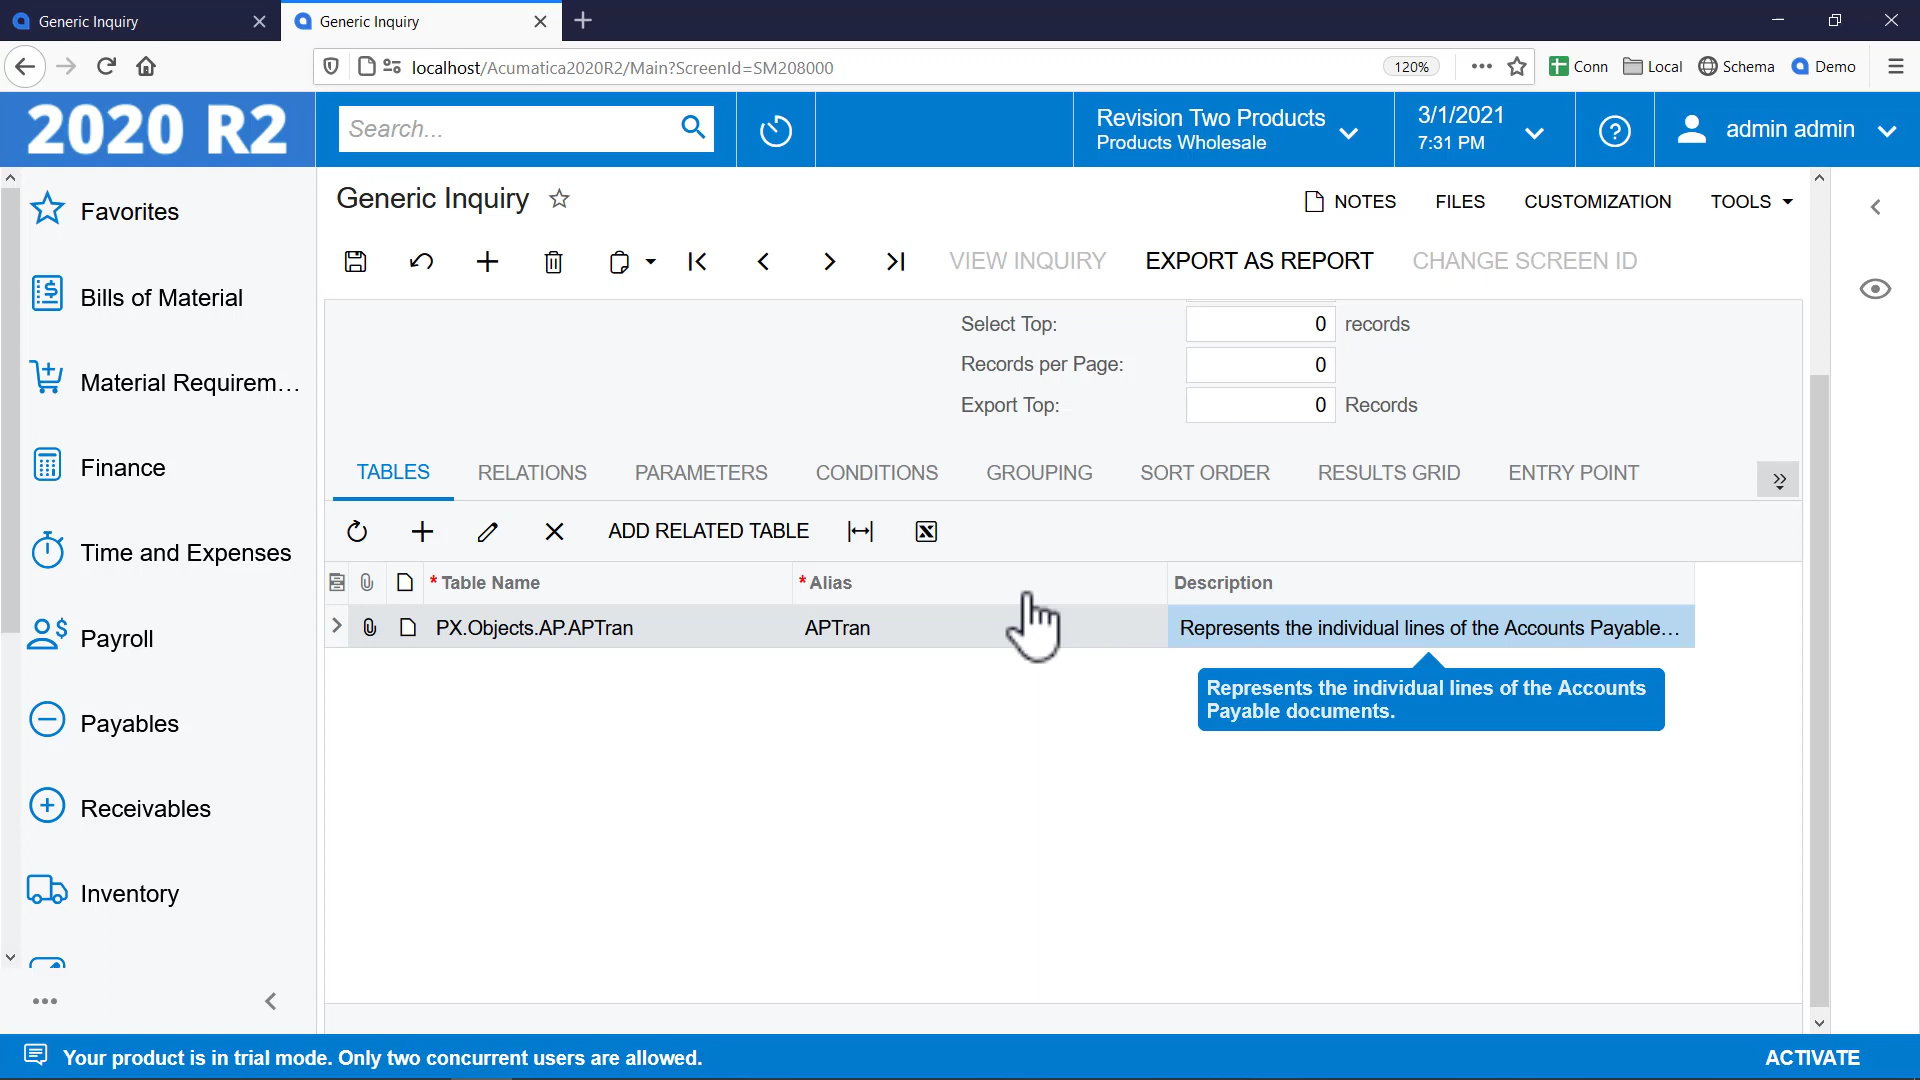 Generic Inquiry
Generic Inquiry
localhost/Acumatica2020R2/Main?ScreenId=SM208000
120%
Conn
Local
Schema
Demo
2020 R2
Search...
Revision Two Products
Products Wholesale
3/1/2021
7:31 PM
admin admin
Favorites
Bills of Material
Material Requirem...
Finance
Time and Expenses
Payroll
Payables
Receivables
Inventory
Generic Inquiry
NOTES
FILES
CUSTOMIZATION
TOOLS
VIEW INQUIRY
EXPORT AS REPORT
CHANGE SCREEN ID
Select Top:
0
records
Records per Page:
0
Export Top:
0
Records
TABLES
RELATIONS
PARAMETERS
CONDITIONS
GROUPING
SORT ORDER
RESULTS GRID
ENTRY POINT
ADD RELATED TABLE
* Table Name
* Alias
Description
PX.Objects.AP.APTran
APTran
Represents the individual lines of the Accounts Payable...
Represents the individual lines of the Accounts
Payable documents.
Your product is in trial mode. Only two concurrent users are allowed.
ACTIVATE